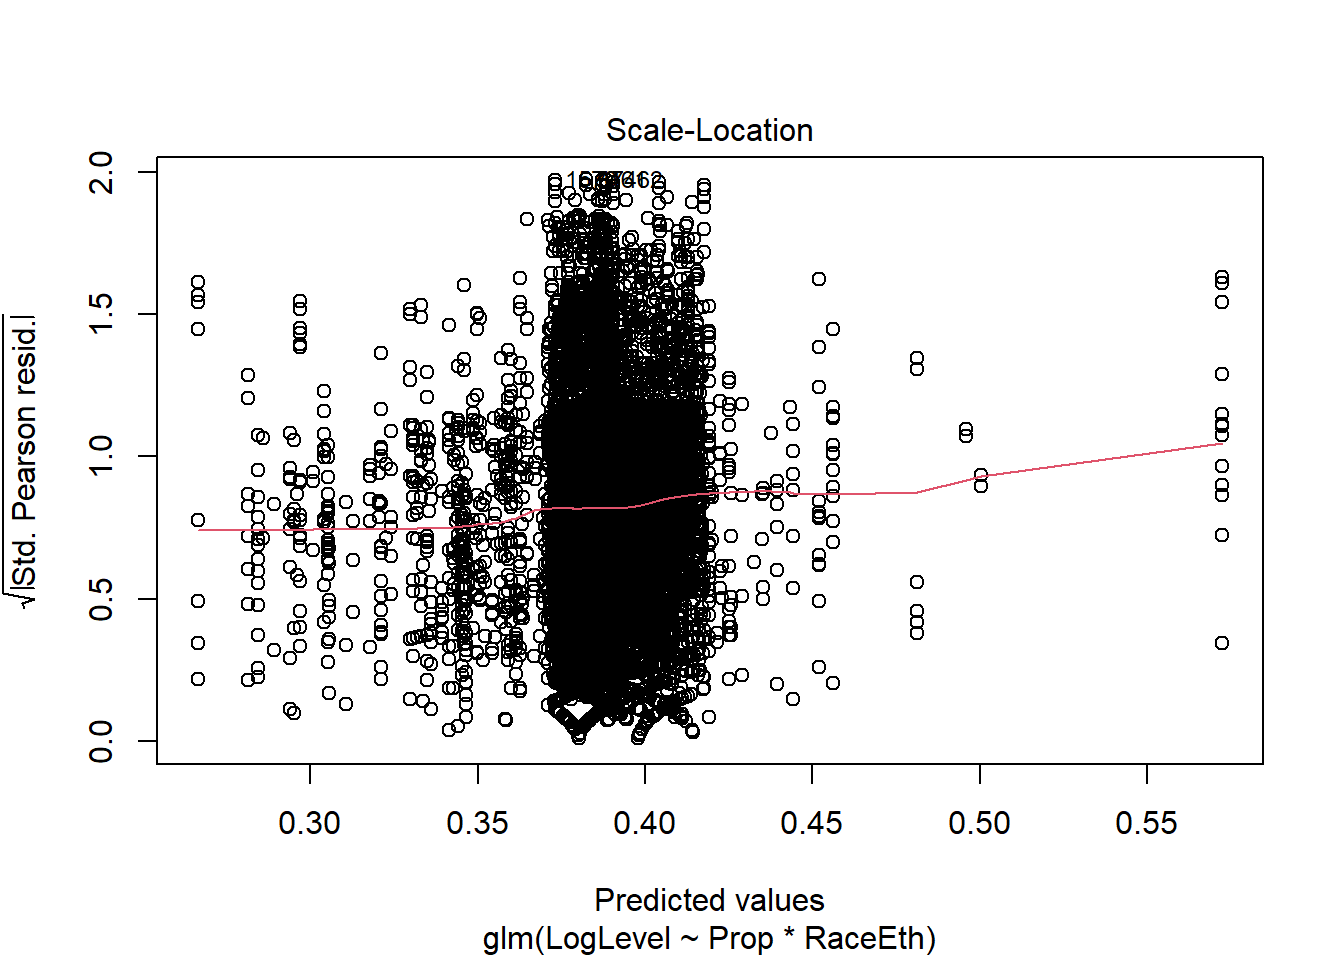 Scale-Location
√|Std. Pearson resid.|
2.0
1.5
1.0
0.5
0.0
0.30 0.35 0.40 0.45 0.50 0.55
Predicted values
glm(LogLevel ~ Prop * RaceEth)